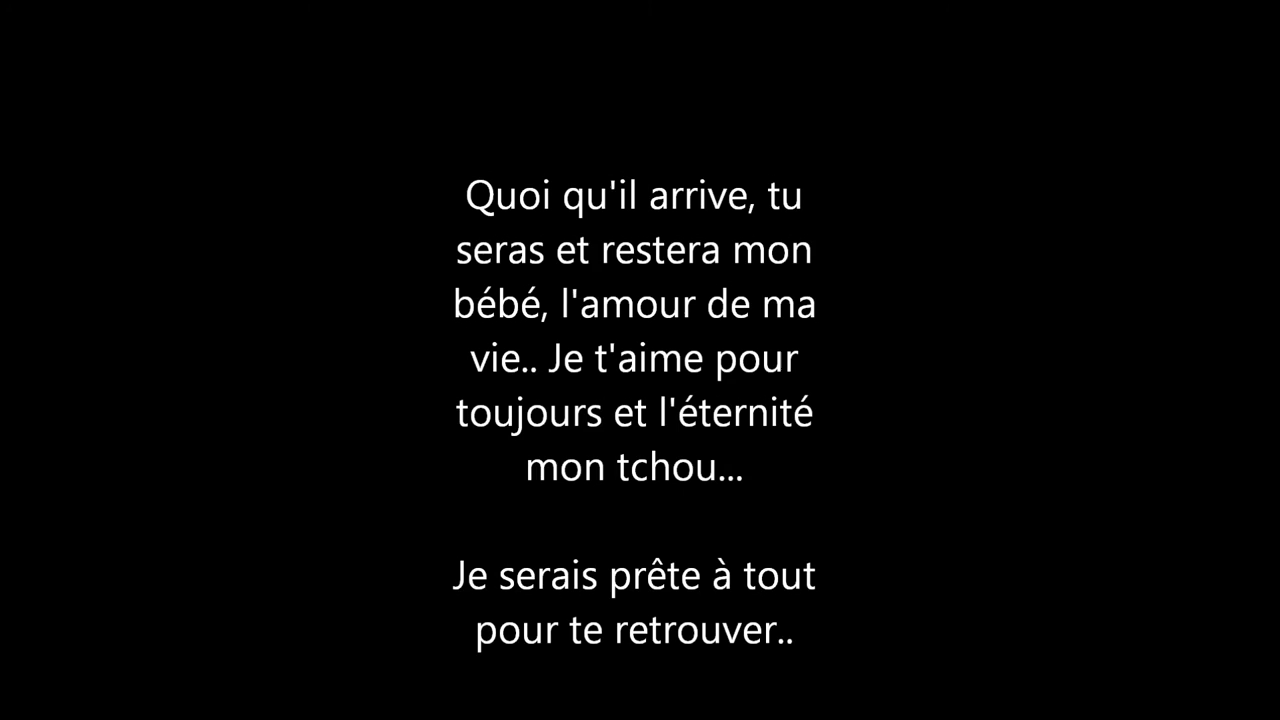 Quoi qu'il arrive, tu
seras et restera mon
bébé, l'amour de ma
vie.. Je t'aime pour
toujours et l'éternité
mon tchou...
Je serais prête à tout
pour te retrouver..